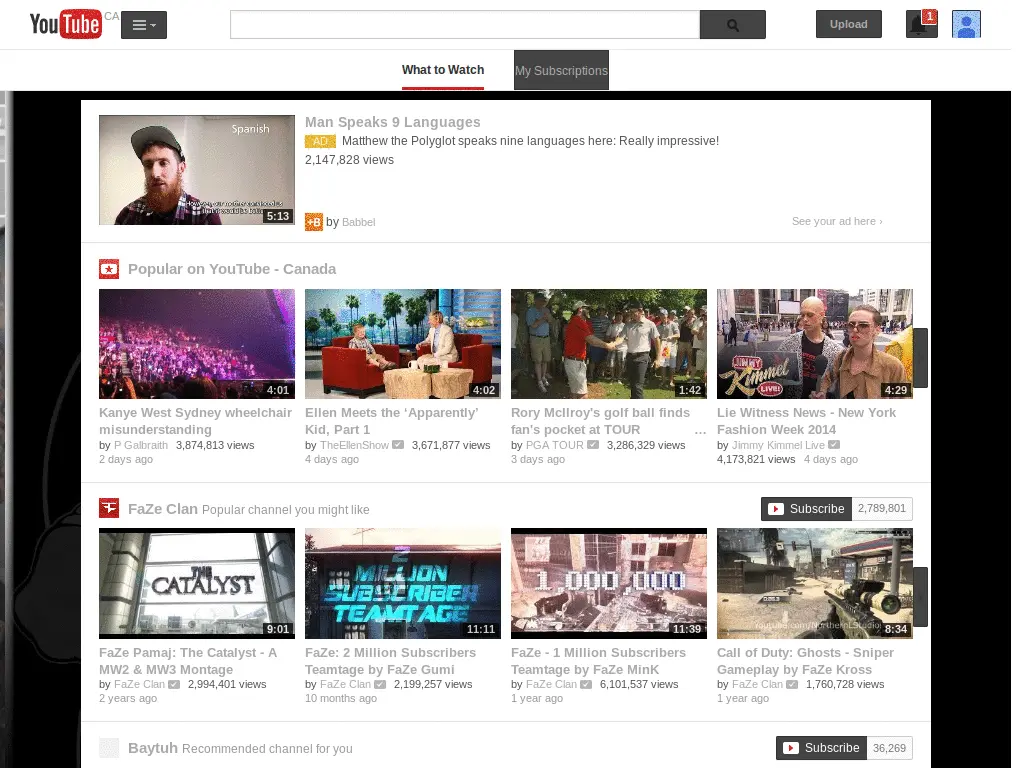 YouTube CA
Upload
1
What to Watch
My Subscriptions
Spanish
5:13
Man Speaks 9 Languages
AD Matthew the Polyglot speaks nine languages here: Really impressive!
2,147,828 views
+B by Babbel
See your ad here ›
Popular on YouTube - Canada
4:01
4:02
1:42
JIMMY
Kimmel
LIVE!
4:29
Kanye West Sydney wheelchair
misunderstanding
by P Galbraith 3,874,813 views
2 days ago
Ellen Meets the ‘Apparently’
Kid, Part 1
by TheEllenShow 3,671,877 views
4 days ago
Rory McIlroy's golf ball finds
fan's pocket at TOUR ...
by PGA TOUR 3,286,329 views
3 days ago
Lie Witness News - New York
Fashion Week 2014
by Jimmy Kimmel Live
4,173,821 views 4 days ago
FaZe Clan Popular channel you might like
Subscribe 2,789,801
THE
CATALYST
9:01
2
MILLION
SUBSCRIBER
TEAMTAGE
11:11
1 000,000
11:39
Youtube.com/NorthernLStudios
8:34
FaZe Pamaj: The Catalyst - A
MW2 & MW3 Montage
by FaZe Clan 2,994,401 views
2 years ago
FaZe: 2 Million Subscribers
Teamtage by FaZe Gumi
by FaZe Clan 2,199,257 views
10 months ago
FaZe - 1 Million Subscribers
Teamtage by FaZe MinK
by FaZe Clan 6,101,537 views
1 year ago
Call of Duty: Ghosts - Sniper
Gameplay by FaZe Kross
by FaZe Clan 1,760,728 views
1 year ago
Baytuh Recommended channel for you
Subscribe 36,269